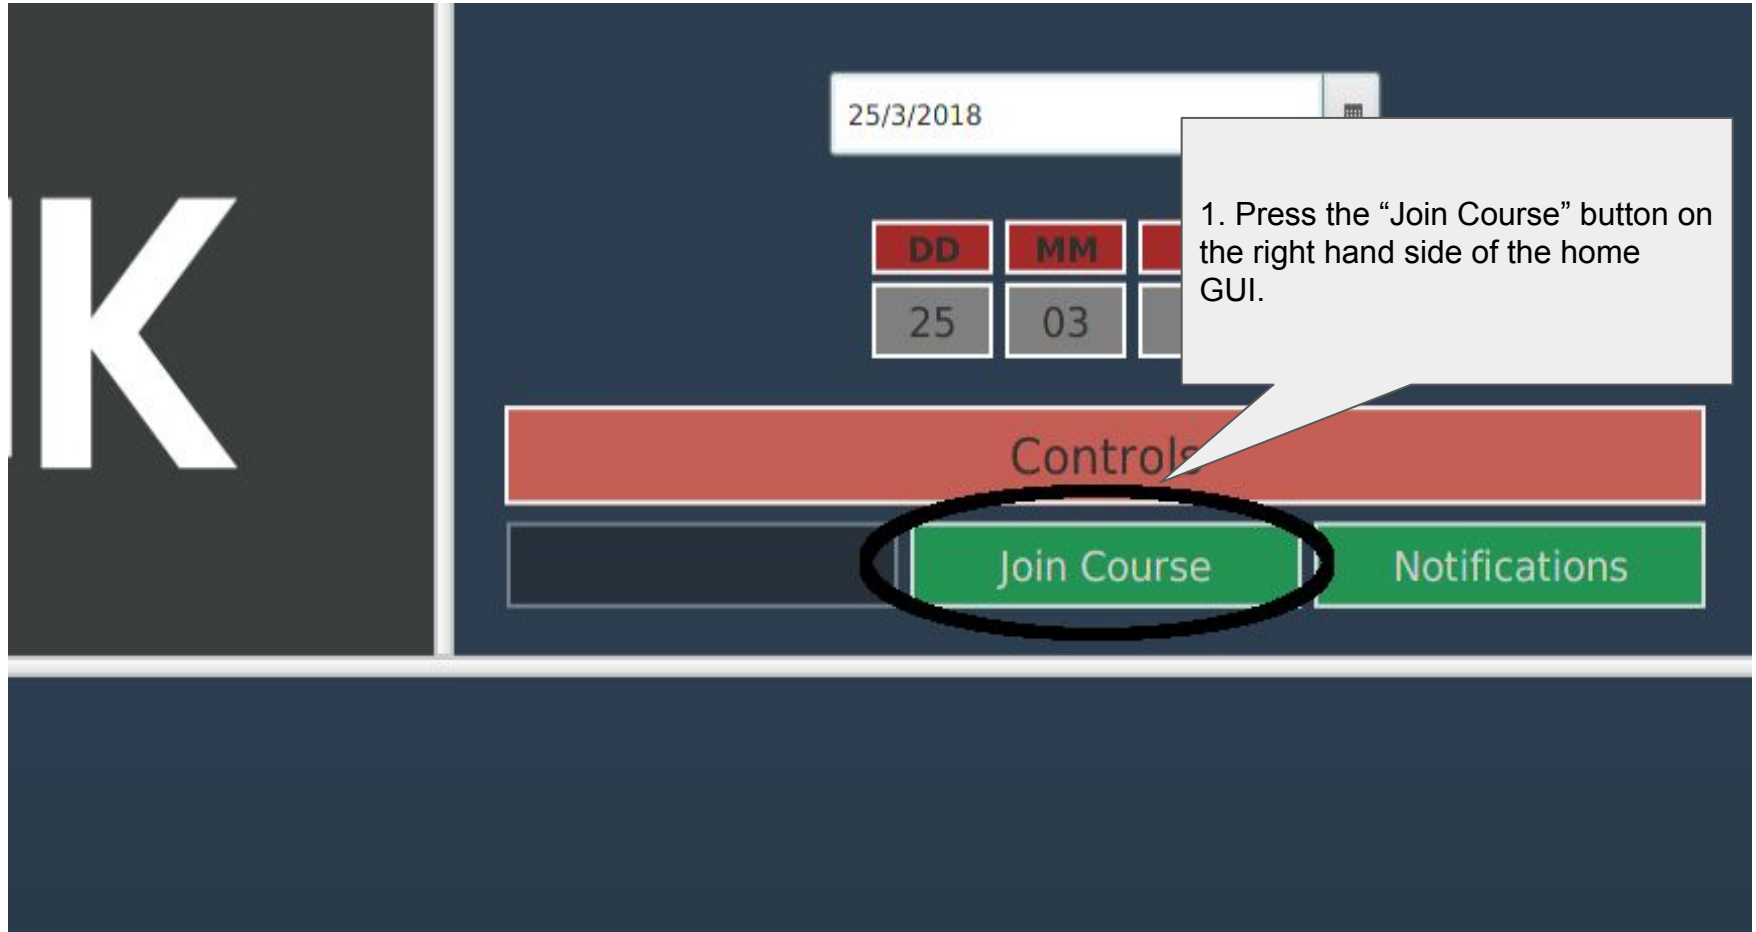 25/3/2018
K
1. Press the “Join Course” button on
the right hand side of the home
GUI.
DD MM
25 03
Controls
Join Course Notifications